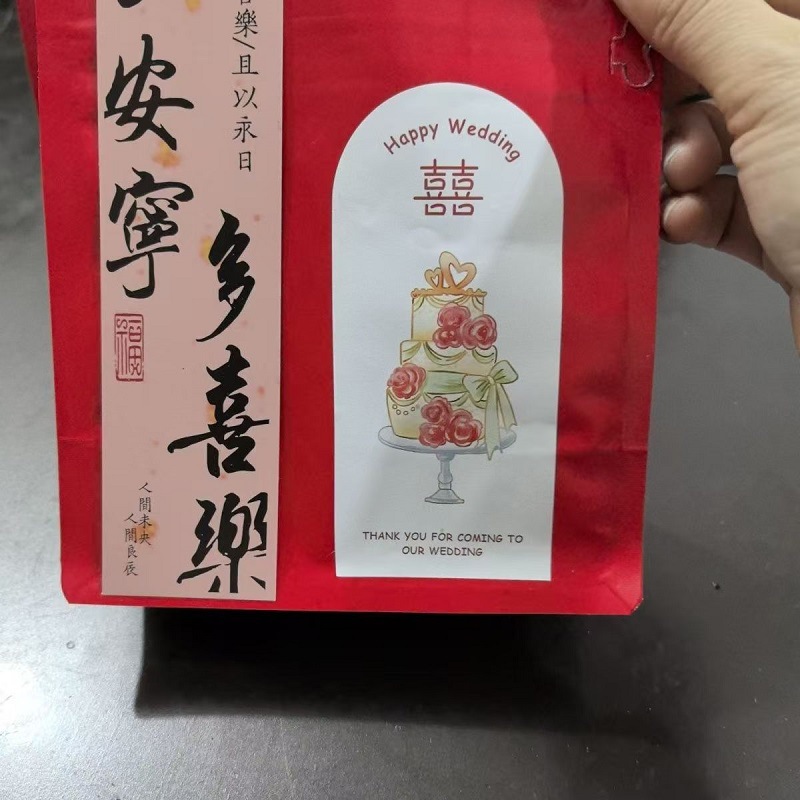 樂/且以永日
安寧
多喜樂
福
人間未央
人間良辰
Happy Wedding
囍
THANK YOU FOR COMING TO
OUR WEDDING